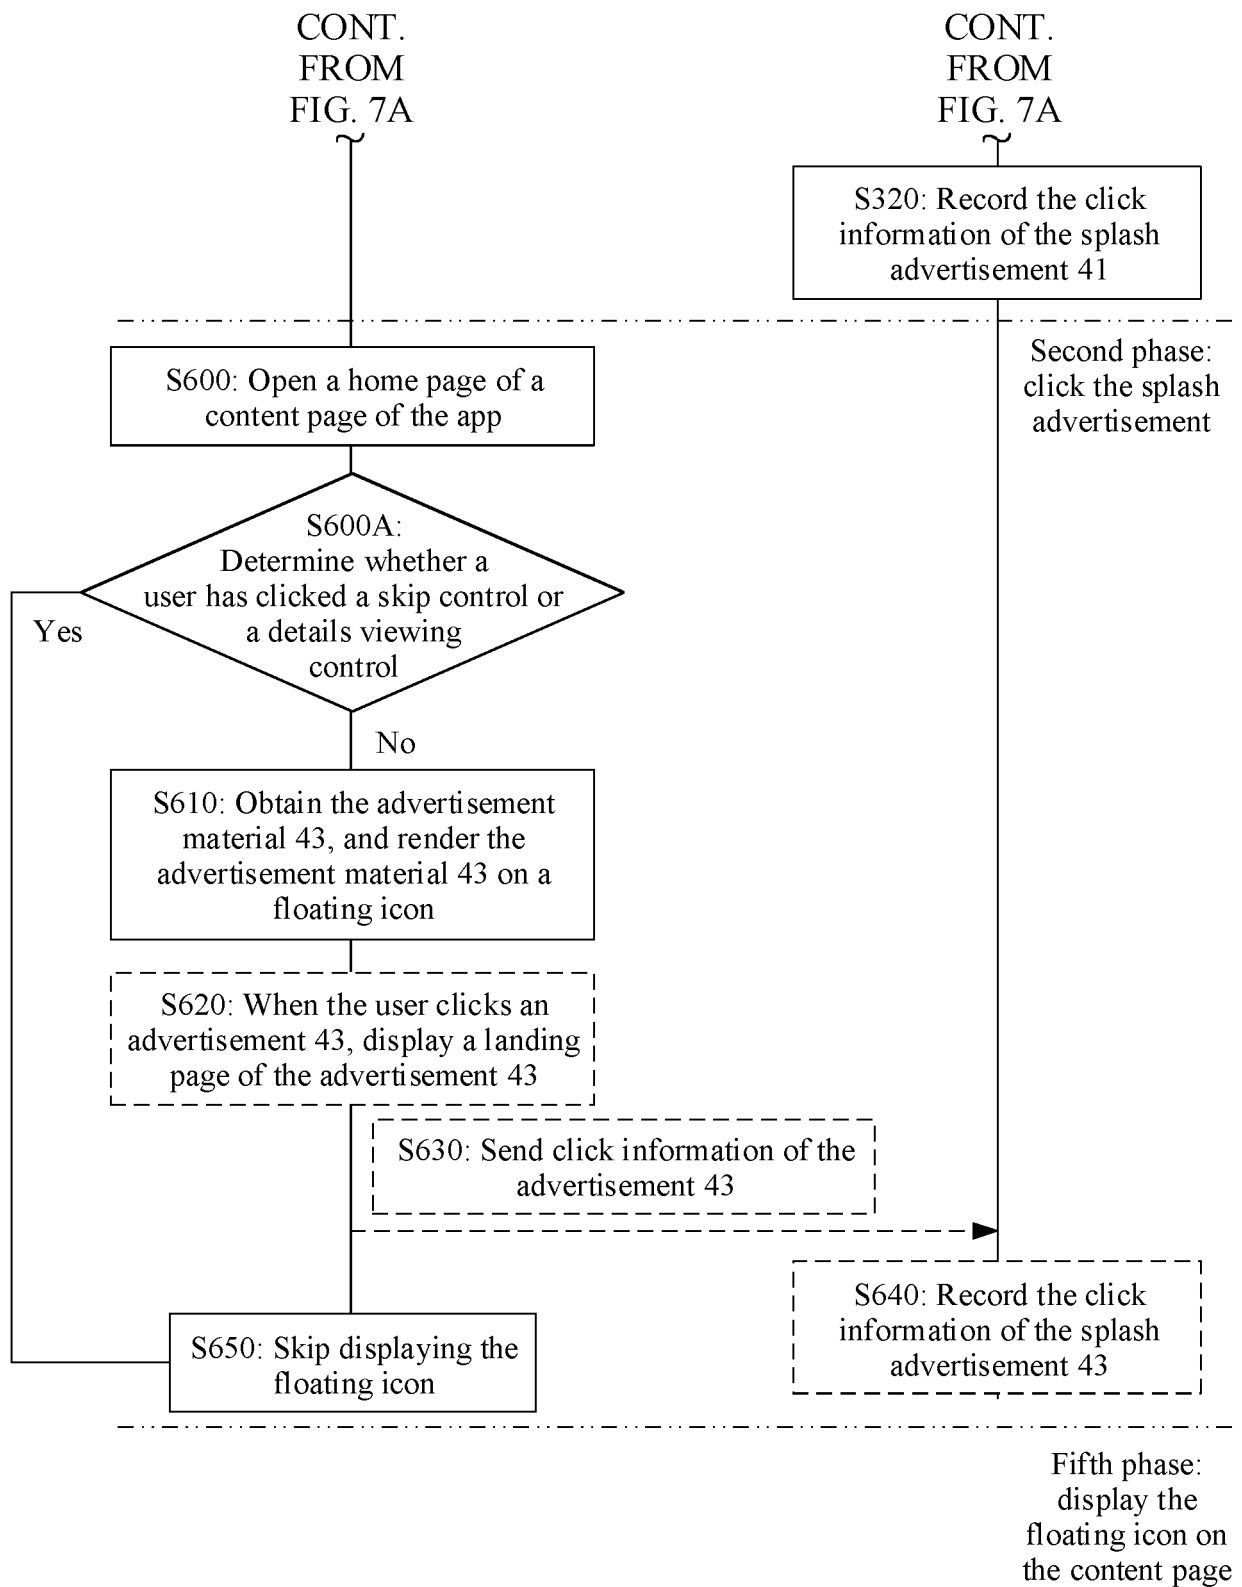 CONT.
FROM
FIG. 7A
CONT.
FROM
FIG. 7A
S320: Record the click
information of the splash
advertisement 41
Second phase:
click the splash
advertisement
S600: Open a home page of a
content page of the app
S600A:
Determine whether a
user has clicked a skip control or
a details viewing
control
Yes
No
S610: Obtain the advertisement
material 43, and render the
advertisement material 43 on a
floating icon
S620: When the user clicks an
advertisement 43, display a landing
page of the advertisement 43
S630: Send click information of the
advertisement 43
S640: Record the click
information of the splash
advertisement 43
S650: Skip displaying the
floating icon
Fifth phase:
display the
floating icon on
the content page